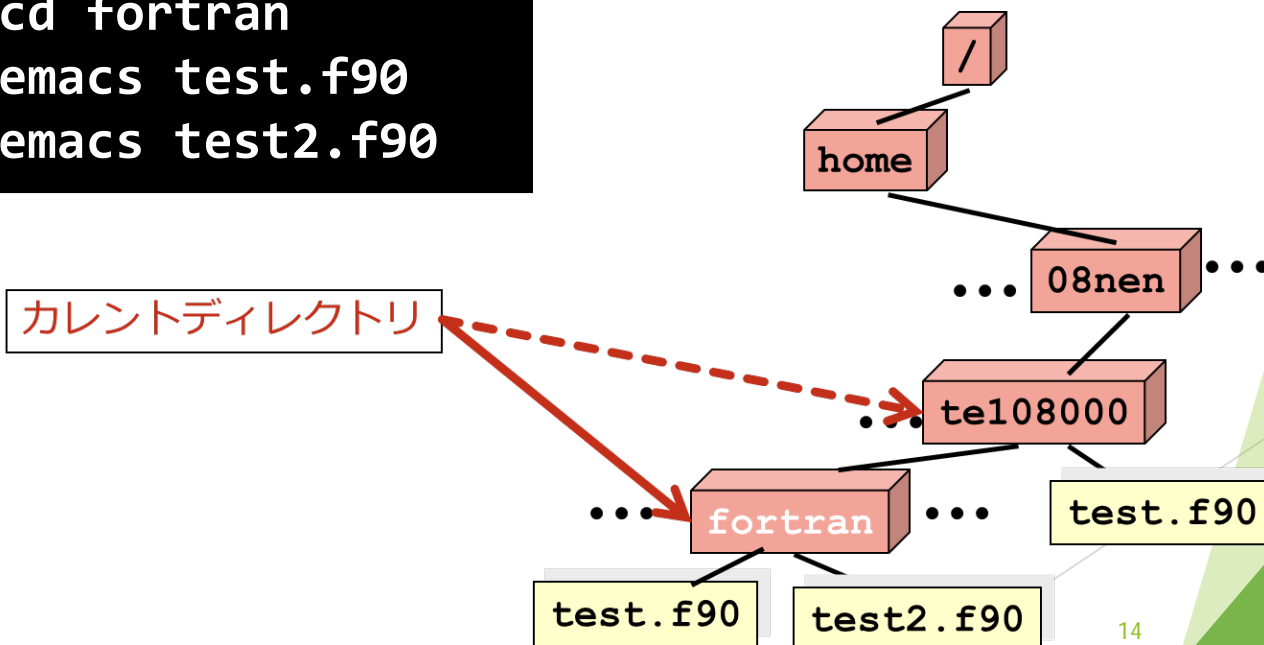 cd fortran
emacs test.f90
emacs test2.f90
/
home
08nen
カレントディレクトリ
te108000
fortran
test.f90
test.f90
test2.f90
14